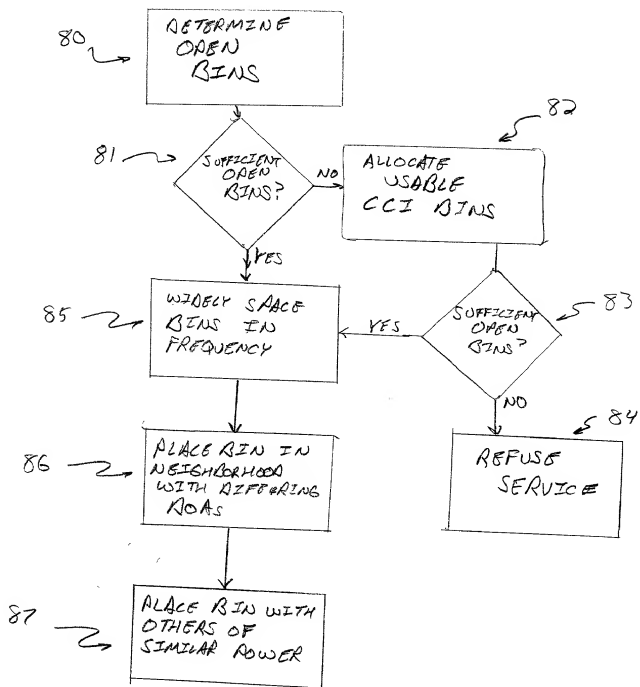 80
DETERMINE
OPEN
BINS
81
SUFFICIENT
OPEN
BINS?
NO
82
ALLOCATE
USABLE
CCI BINS
YES
85
WIDELY SPACE
BINS IN
FREQUENCY
YES
83
SUFFICIENT
OPEN
BINS?
NO
84
REFUSE
SERVICE
86
PLACE BIN IN
NEIGHBORHOOD
WITH DIFFERING
AOAs
87
PLACE BIN WITH
OTHERS OF
SIMILAR POWER